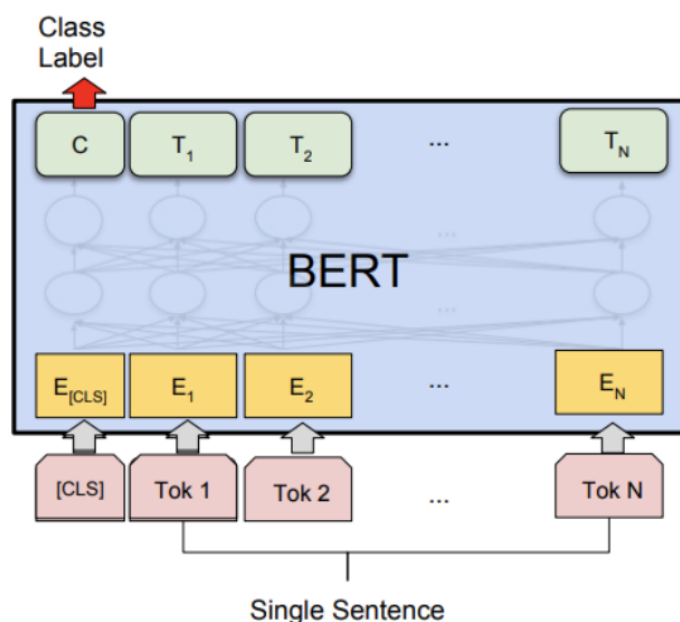 Class
Label
C T1 T2 ... TN
...
BERT
...
E[CLS] E1 E2 ... EN
[CLS] Tok 1 Tok 2 ... Tok N
Single Sentence